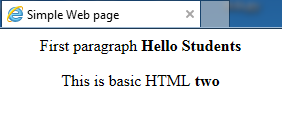 Simple Web page
First paragraph Hello Students
This is basic HTML two